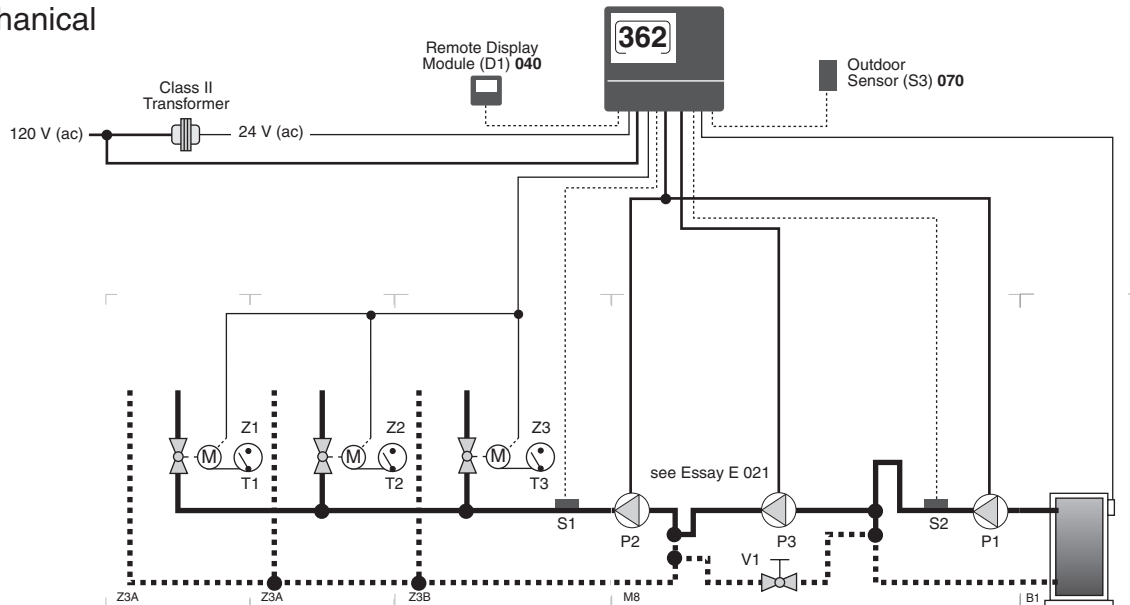 hanical
362
Remote Display
Module (D1) 040
Outdoor
Sensor (S3) 070
Class II
Transformer
120 V (ac)
24 V (ac)
Z1
Z2
Z3
M
M
M
T1
T2
T3
see Essay E 021
S1
P2
P3
S2
P1
V1
Z3A
Z3A
Z3B
M8
B1